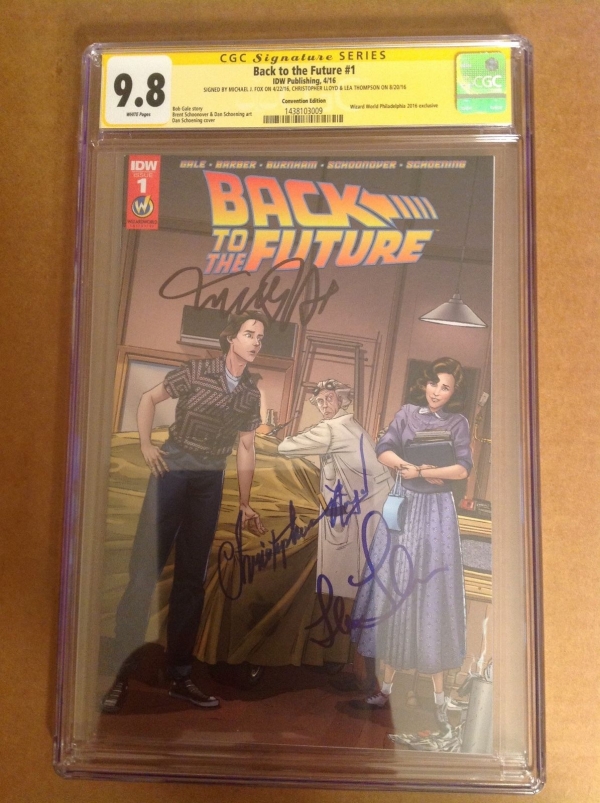 CGC Signature SERIES
9.8
WHITE Pages
Back to the Future #1
IDW Publishing, 4/16
SIGNED BY MICHAEL J. FOX ON 4/22/16, CHRISTOPHER LLOYD & LEA THOMPSON ON 8/20/16
Convention Edition
1438103009
Wizard World Philadelphia 2016 exclusive
Bob Gale story
Brent Schoonover & Dan Schoening art
Dan Schoening cover
CGC
IDW
ISSUE
1
W
GALE • BARBER • BURNHAM • SCHOONOVER • SCHOENING
BACK
TO THE
FUTURE
Christopher Lloyd